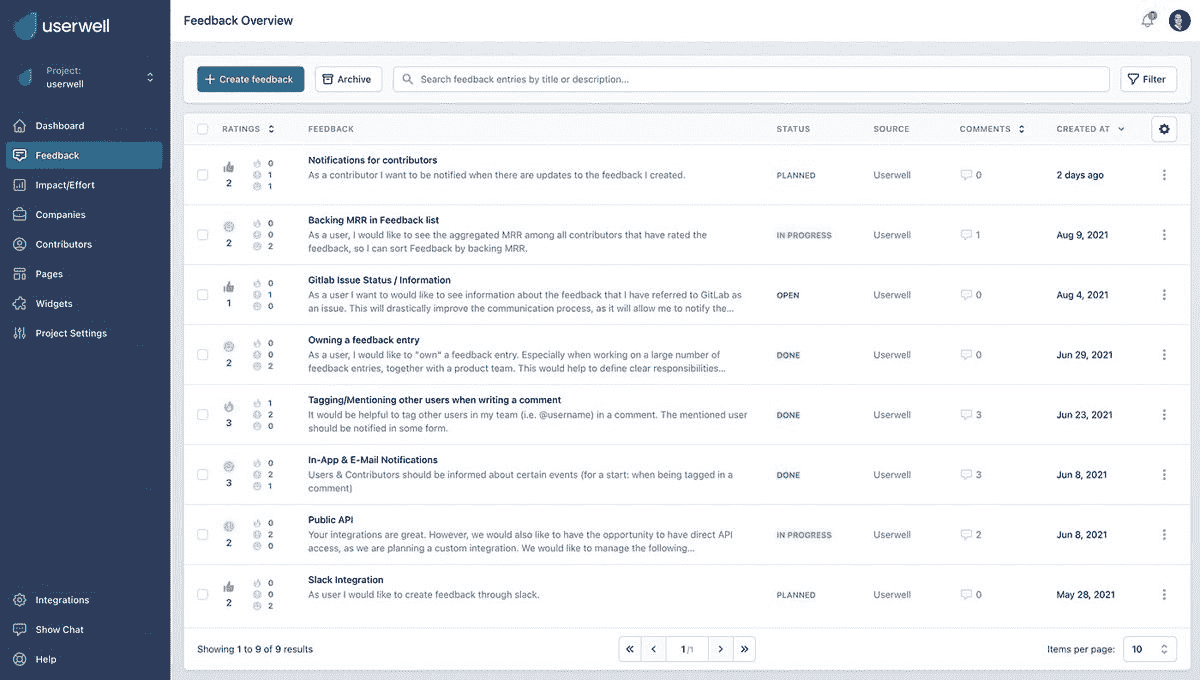 userwell
Feedback Overview
1
Project:
userwell
Dashboard
Feedback
Impact/Effort
Companies
Contributors
Pages
Widgets
Project Settings
Integrations
Show Chat
Help
+ Create feedback
Archive
Search feedback entries by title or description...
Filter
RATINGS FEEDBACK STATUS SOURCE COMMENTS CREATED AT
2 0 1 1
Notifications for contributors
As a contributor I want to be notified when there are updates to the feedback I created.
PLANNED Userwell 0 2 days ago
2 0 0 2
Backing MRR in Feedback list
As a user, I would like to see the aggregated MRR among all contributors that have rated the
feedback, so I can sort Feedback by backing MRR.
IN PROGRESS Userwell 1 Aug 9, 2021
1 0 1 0
Gitlab Issue Status / Information
As a user I want to would like to see information about the feedback that I have referred to GitLab as
an issue. This will drastically improve the communication process, as it will allow me to notify the...
OPEN Userwell 0 Aug 4, 2021
2 0 0 2
Owning a feedback entry
As a user, I would like to "own" a feedback entry. Especially when working on a large number of
feedback entries, together with a product team. This would help to define clear responsibilities...
DONE Userwell 0 Jun 29, 2021
3 1 2 0
Tagging/Mentioning other users when writing a comment
It would be helpful to tag other users in my team (i.e. @username) in a comment. The mentioned user
should be notified in some form.
DONE Userwell 3 Jun 23, 2021
3 0 2 1
In-App & E-Mail Notifications
Users & Contributors should be informed about certain events (for a start: when being tagged in a
comment)
DONE Userwell 3 Jun 8, 2021
2 0 2 0
Public API
Your integrations are great. However, we would also like to have the opportunity to have direct API
access, as we are planning a custom integration. We would like to manage the following...
IN PROGRESS Userwell 2 Jun 8, 2021
2 0 0 2
Slack Integration
As user I would like to create feedback through slack.
PLANNED Userwell 0 May 28, 2021
Showing 1 to 9 of 9 results
« ‹ 1/1 › »
Items per page: 10